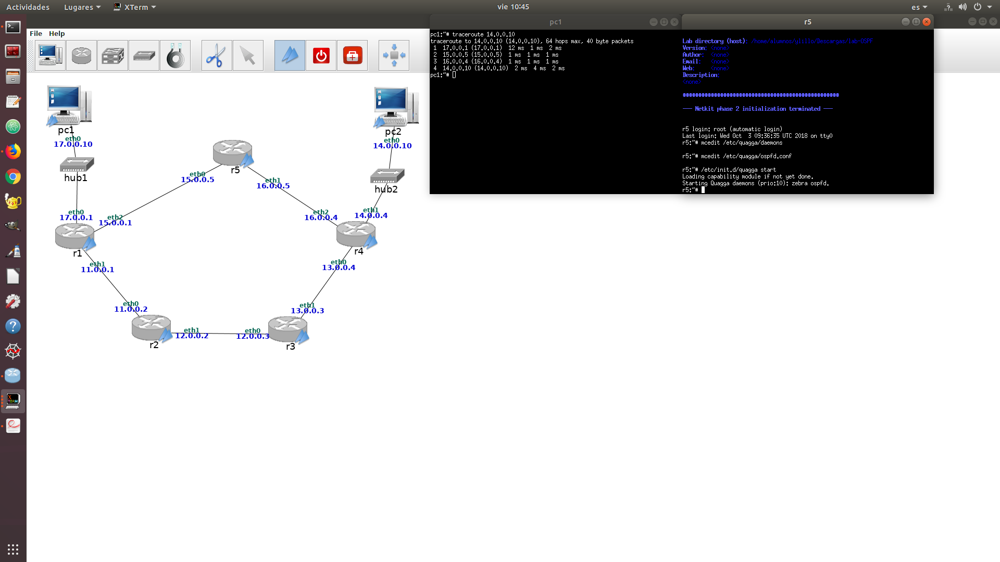 Actividades
Lugares
XTerm
vie 10:45
es
File
Help
pc1
r5
pc1:~# traceroute 14.0.0.10
traceroute to 14.0.0.10 (14.0.0.10), 64 hops max, 40 byte packets
1 17.0.0.1 (17.0.0.1) 12 ms 1 ms 2 ms
2 15.0.0.5 (15.0.0.5) 1 ms 1 ms 1 ms
3 16.0.0.4 (16.0.0.4) 1 ms 1 ms 1 ms
4 14.0.0.10 (14.0.0.10) 2 ms 4 ms 2 ms
pc1:~#
Lab directory (host): /home/alumnos/ylillo/Descargas/lab-OSPF
Version: <none>
Author: <none>
Email: <none>
Web: <none>
Description:
<none>
##################################################
--- Netkit phase 2 initialization terminated ---
r5 login: root (automatic login)
Last login: Wed Oct 3 09:36:35 UTC 2018 on tty0
r5:~# mcedit /etc/quagga/daemons
r5:~# mcedit /etc/quagga/ospfd.conf
r5:~# /etc/init.d/quagga start
Loading capability module if not yet done.
Starting Quagga daemons (prio:10): zebra ospfd.
r5:~#
pc1
eth0
17.0.0.10
hub1
pc2
eth0
14.0.0.10
hub2
r5
eth0
15.0.0.5
eth1
16.0.0.5
eth0
17.0.0.1
eth2
15.0.0.1
r1
eth1
11.0.0.1
eth2
16.0.0.4
eth1
14.0.0.4
r4
eth0
13.0.0.4
eth0
11.0.0.2
r2
eth1
12.0.0.2
eth1
13.0.0.3
eth0
12.0.0.3
r3
X
TERM